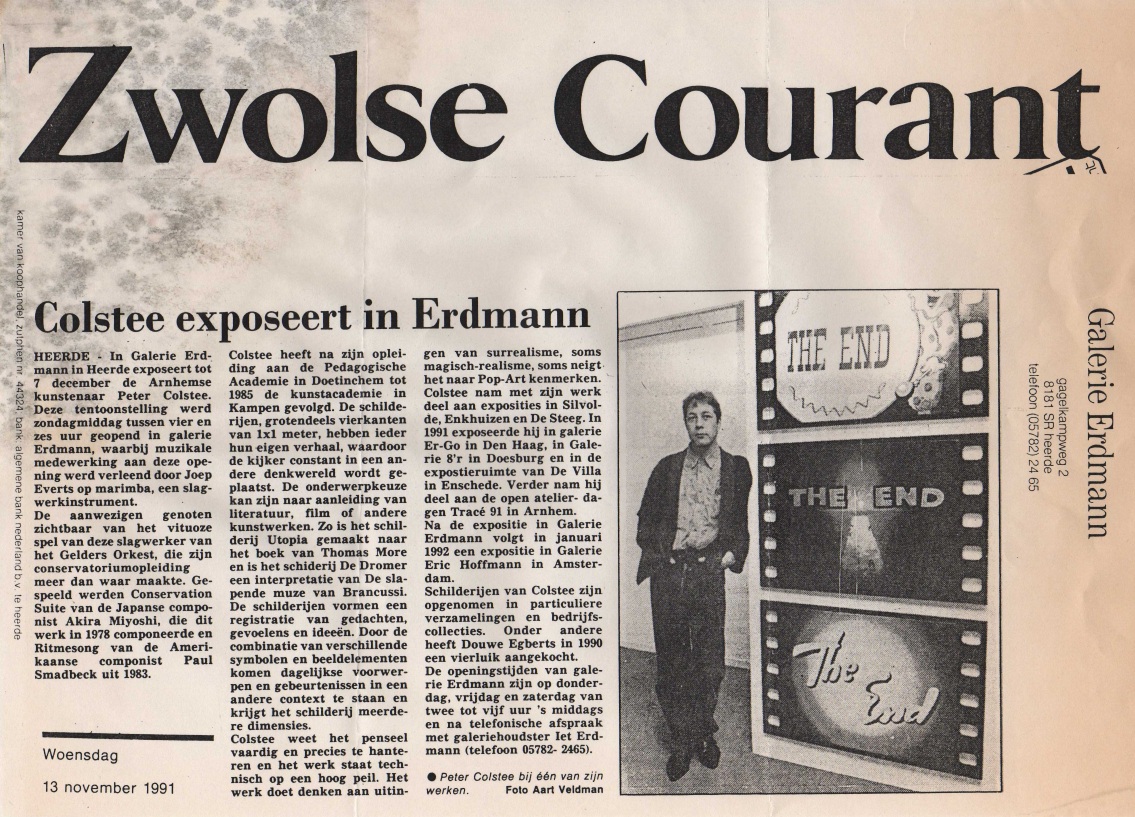 Zwolse Courant
Colstee exposeert in Erdmann
HEERDE - In Galerie Erd-
mann in Heerde exposeert tot
7 december de Arnhemse
kunstenaar Peter Colstee.
Deze tentoonstelling werd
zondagmiddag tussen vier en
zes uur geopend in galerie
Erdmann, waarbij muzikale
medewerking aan deze ope-
ning werd verleend door Joep
Everts op marimba, een slag-
werkinstrument.
De aanwezigen genoten
zichtbaar van het vituoze
spel van deze slagwerker van
het Gelders Orkest, die zijn
conservatoriumopleiding
meer dan waar maakte. Ge-
speeld werden Conservation
Suite van de Japanse compo-
nist Akira Miyoshi, die dit
werk in 1978 componeerde en
Ritmesong van de Ameri-
kaanse componist Paul
Smadbeck uit 1983.
Woensdag
13 november 1991
Colstee heeft na zijn oplei-
ding aan de Pedagogische
Academie in Doetinchem tot
1985 de kunstacademie in
Kampen gevolgd. De schilde-
rijen, grotendeels vierkanten
van 1x1 meter, hebben ieder
hun eigen verhaal, waardoor
de kijker constant in een an-
dere denkwereld wordt ge-
plaatst. De onderwerpkeuze
kan zijn naar aanleiding van
literatuur, film of andere
kunstwerken. Zo is het schil-
derij Utopia gemaakt naar
het boek van Thomas More
en is het schiderij De Dromer
een interpretatie van De sla-
pende muze van Brancussi.
De schilderijen vormen een
registratie van gedachten,
gevoelens en ideeën. Door de
combinatie van verschillende
symbolen en beeldelementen
komen dagelijkse voorwer-
pen en gebeurtenissen in een
andere context te staan en
krijgt het schilderij meerde-
re dimensies.
Colstee weet het penseel
vaardig en precies te hante-
ren en het werk staat tech-
nisch op een hoog peil. Het
werk doet denken aan uitin-
gen van surrealisme, soms
magisch-realisme, soms neigt
het naar Pop-Art kenmerken.
Colstee nam met zijn werk
deel aan exposities in Silvol-
de, Enkhuizen en De Steeg. In
1991 exposeerde hij in galerie
Er-Go in Den Haag, in Gale-
rie 8'r in Doesburg en in de
expostieruimte van De Villa
in Enschede. Verder nam hij
deel aan de open atelier- da-
gen Tracé 91 in Arnhem.
Na de expositie in Galerie
Erdmann volgt in januari
1992 een expositie in Galerie
Eric Hoffmann in Amster-
dam.
Schilderijen van Colstee zijn
opgenomen in particuliere
verzamelingen en bedrijfs-
collecties. Onder andere
heeft Douwe Egberts in 1990
een vierluik aangekocht.
De openingstijden van gale-
rie Erdmann zijn op donder-
dag, vrijdag en zaterdag van
twee tot vijf uur 's middags
en na telefonische afspraak
met galeriehoudster Iet Erd-
mann (telefoon 05782- 2465).
● Peter Colstee bij één van zijn
werken. Foto Aart Veldman
THE END
THE END
The End
Galerie Erdmann
gagelkampweg 2
8181 SR heerde
telefoon (05782) 24 65
kamer van koophandel, zutphen nr. 44324, bank: algemene bank nederland b.v. te heerde